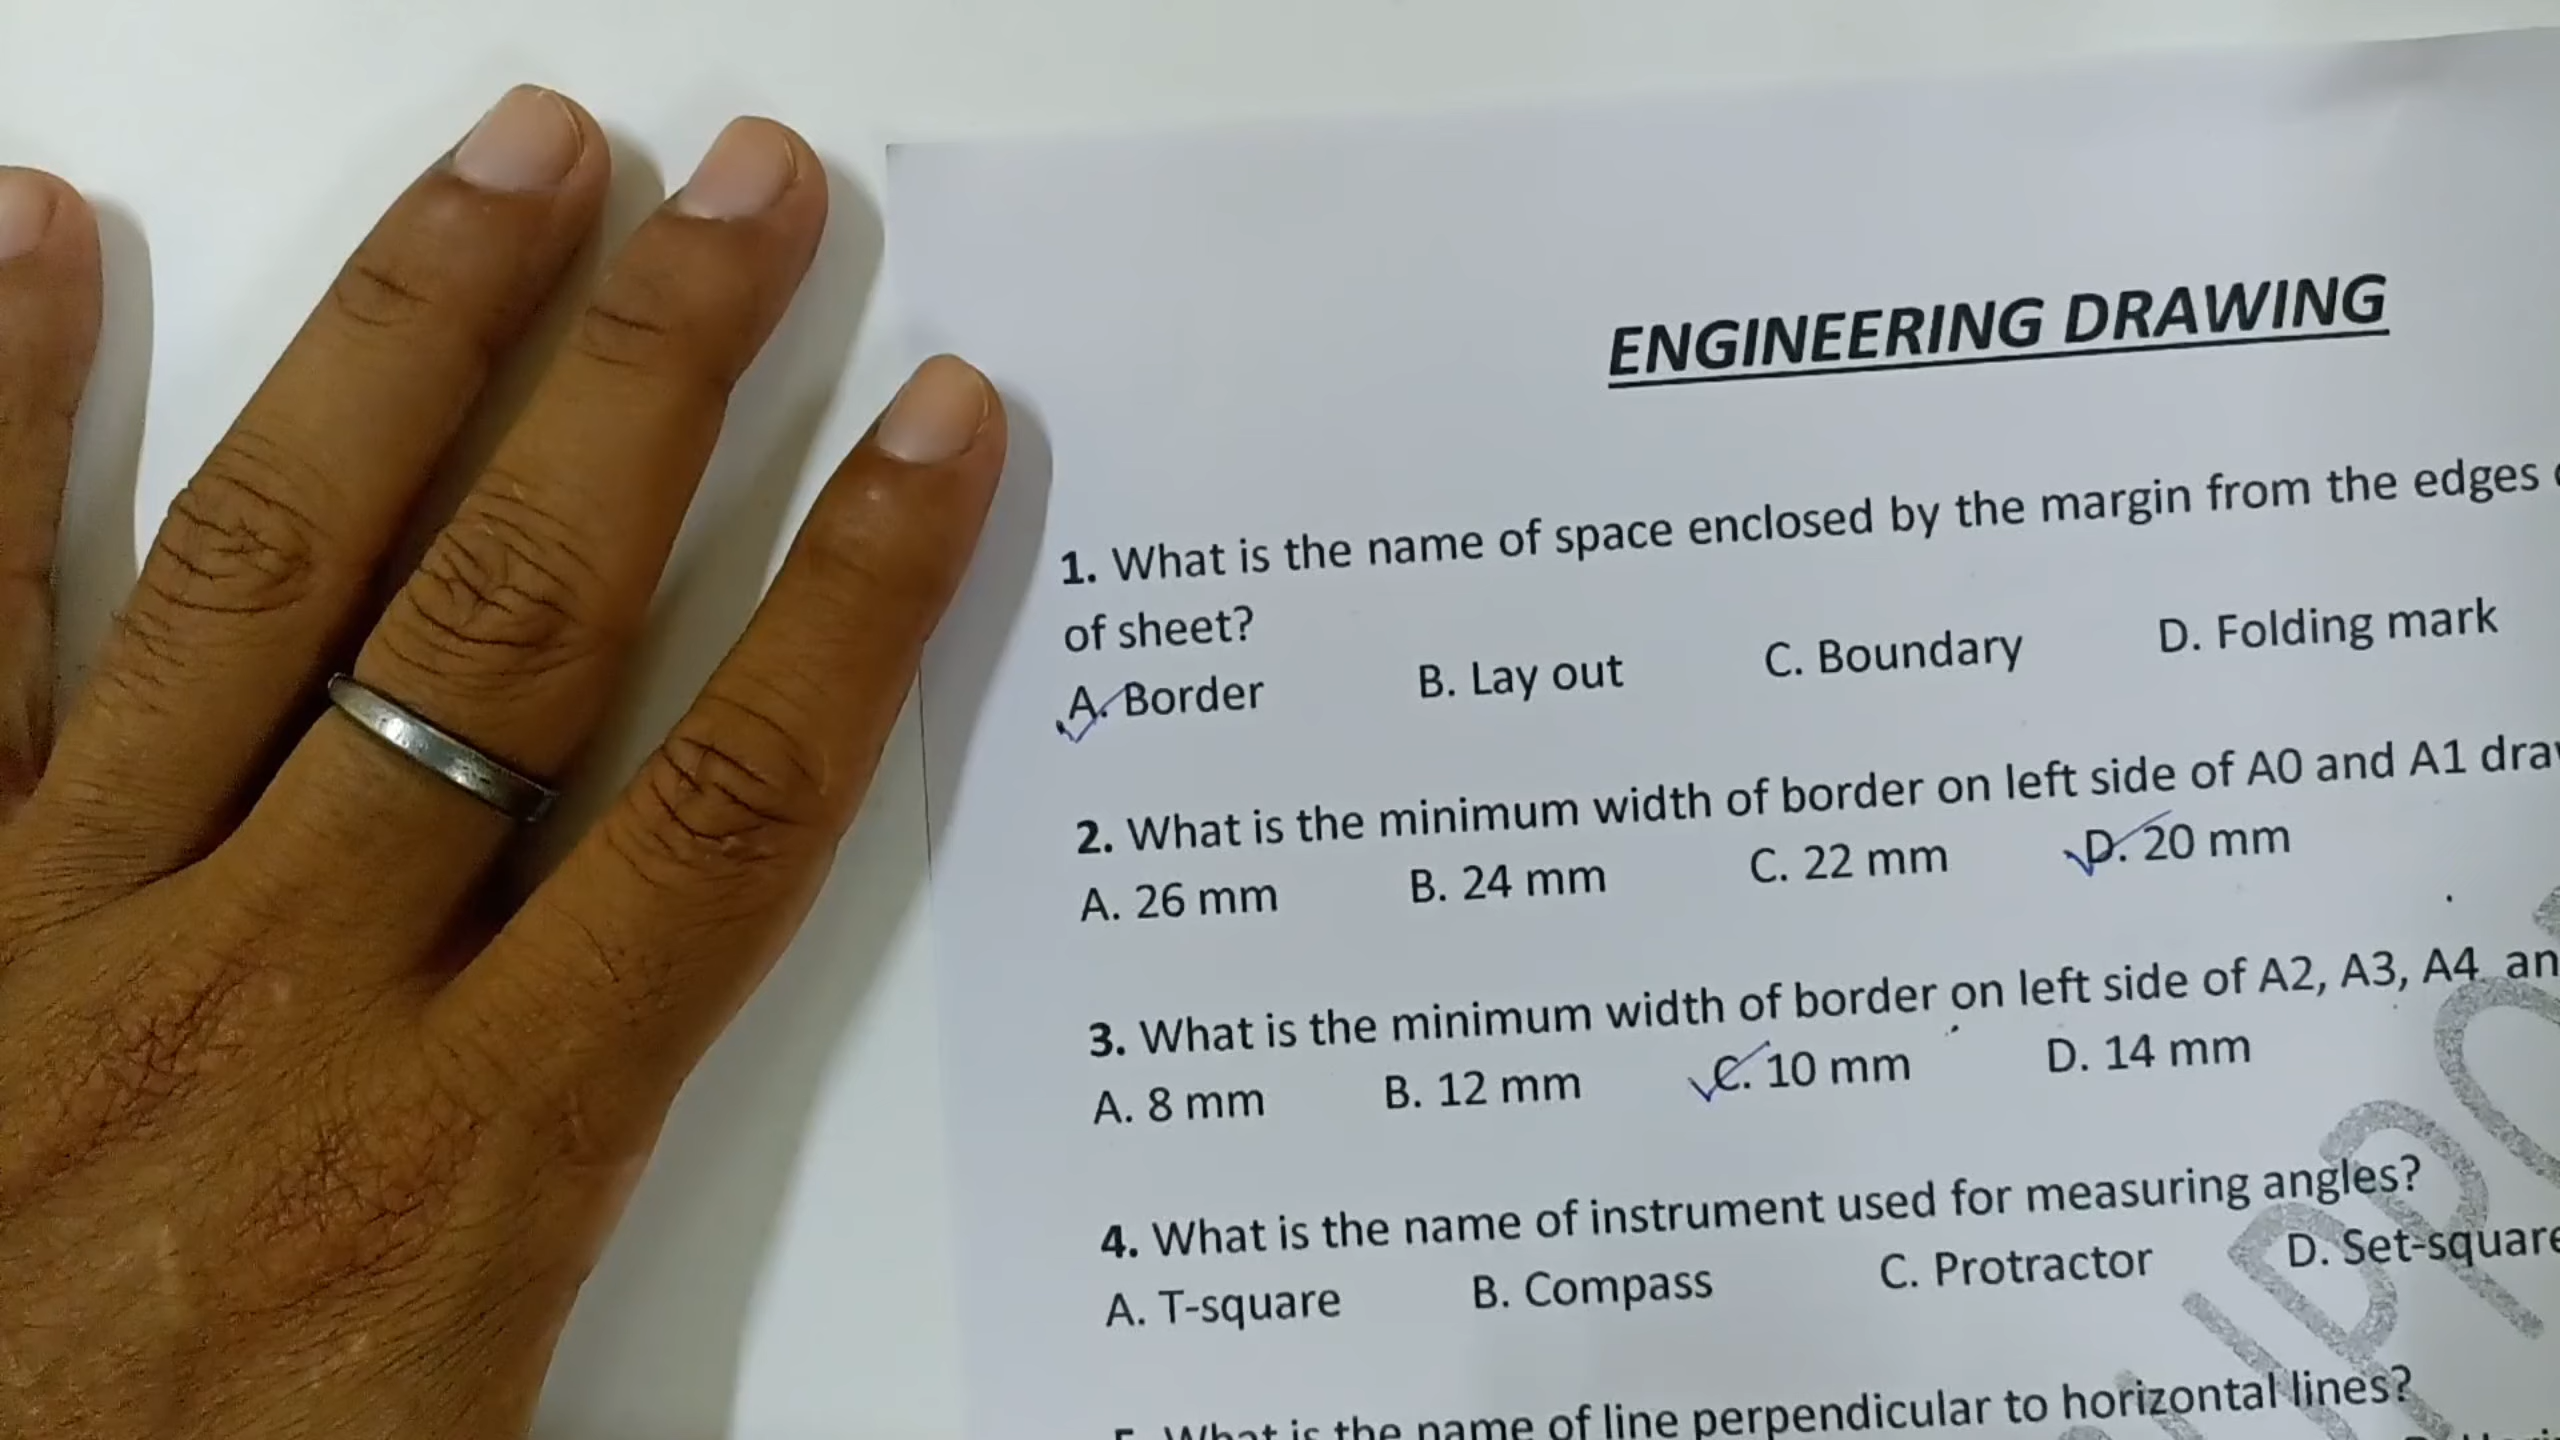 ENGINEERING DRAWING
1. What is the name of space enclosed by the margin from the edges
of sheet?
A. Border B. Lay out C. Boundary D. Folding mark
2. What is the minimum width of border on left side of A0 and A1
A. 26 mm B. 24 mm C. 22 mm D. 20 mm
3. What is the minimum width of border on left side of A2, A3, A4
A. 8 mm B. 12 mm C. 10 mm D. 14 mm
4. What is the name of instrument used for measuring angles?
A. T-square B. Compass C. Protractor D. Set-square
What is the name of line perpendicular to horizontal lines?